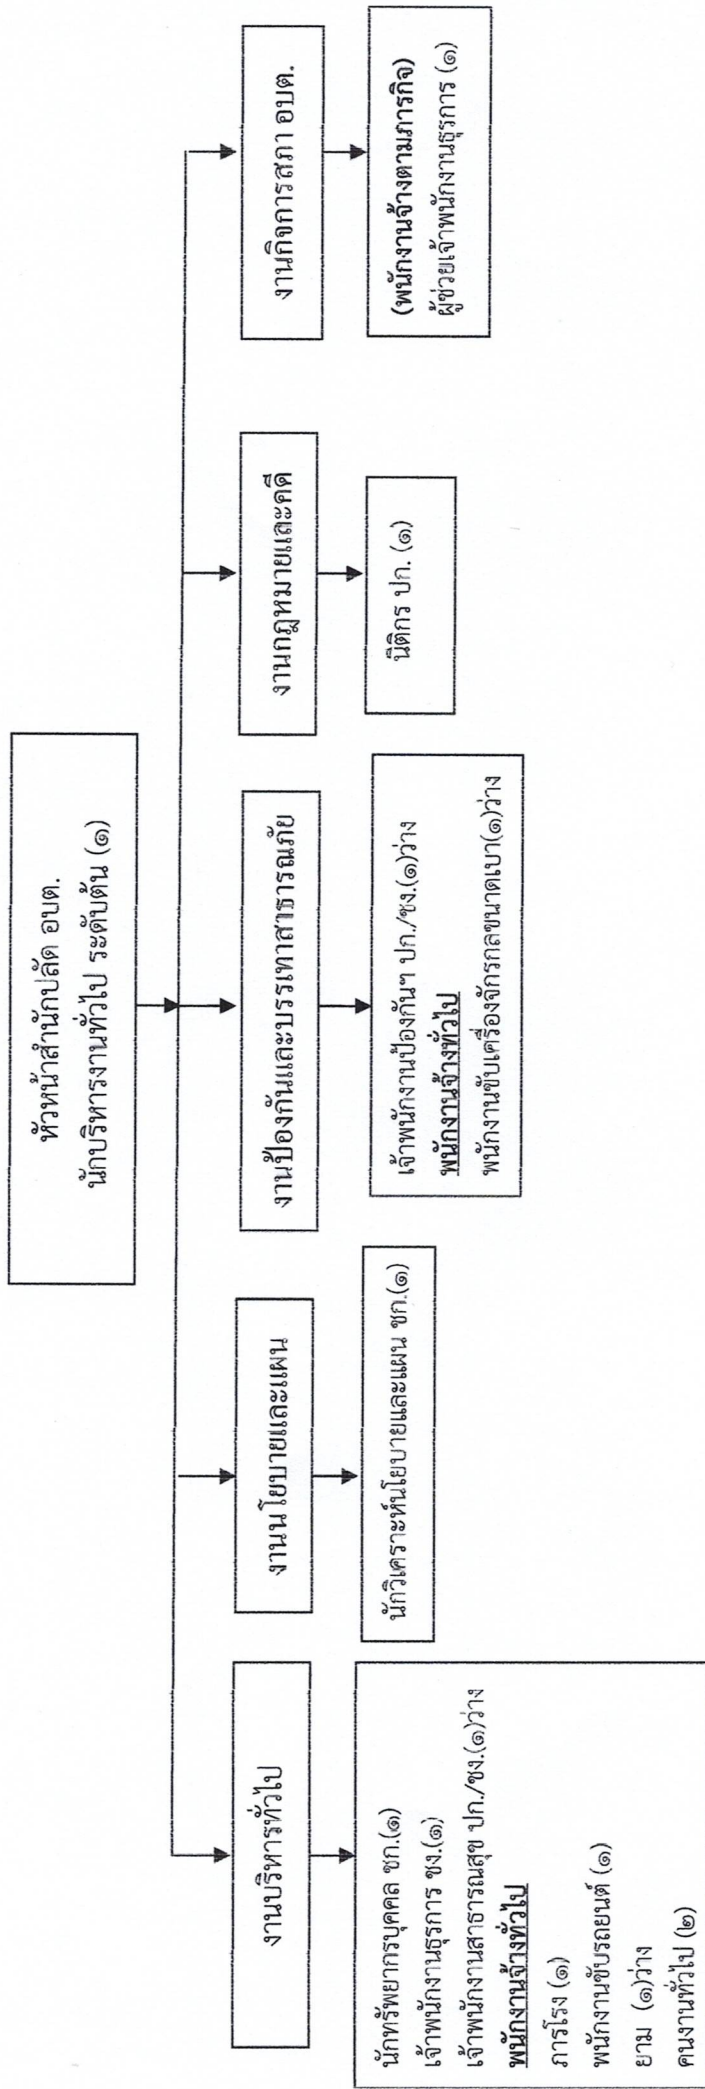 หัวหน้าสำนักปลัด อบต.
นักบริหารงานทั่วไป ระดับต้น (๑)
งานบริหารทั่วไป
นักทรัพยากรบุคคล ชก.(๑)
เจ้าพนักงานธุรการ ชง.(๑)
เจ้าพนักงานสาธารณสุข ปก./ชง.(๑)ว่าง
พนักงานจ้างทั่วไป
ภารโรง (๑)
พนักงานขับรถยนต์ (๑)
ยาม (๑)ว่าง
คนงานทั่วไป (๒)
งานนโยบายและแผน
นักวิเคราะห์นโยบายและแผน ชก.(๑)
งานป้องกันและบรรเทาสาธารณภัย
เจ้าพนักงานป้องกันฯ ปก./ชง.(๑)ว่าง
พนักงานจ้างทั่วไป
พนักงานขับเครื่องจักรกลขนาดเบา(๑)ว่าง
งานกฎหมายและคดี
นิติกร ปก. (๑)
งานกิจการสภา อบต.
(พนักงานจ้างตามภารกิจ)
ผู้ช่วยเจ้าพนักงานธุรการ (๑)